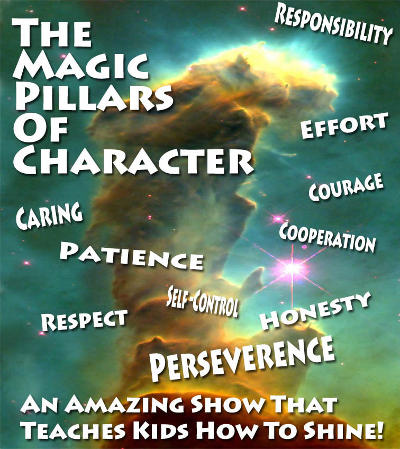 The
Magic
Pillars
Of
Character
Responsibility
Effort
Courage
Caring
Cooperation
Patience
Self-Control
Honesty
Respect
Perseverence
An Amazing Show That
Teaches Kids How To Shine!